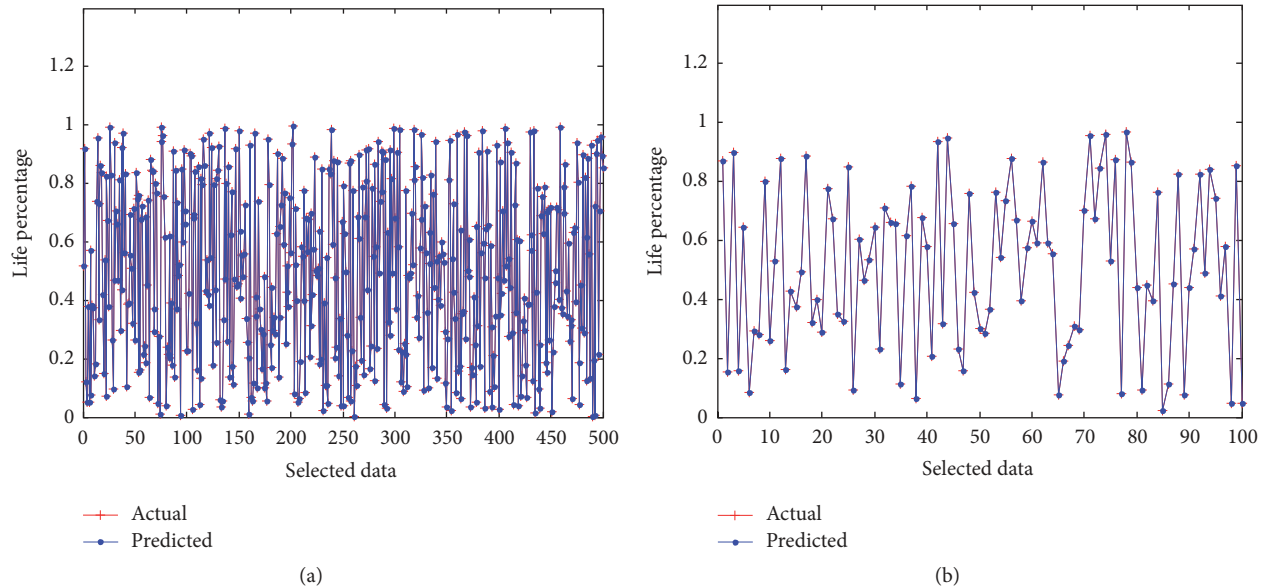 Life percentage
1.2
1
0.8
0.6
0.4
0.2
0
0 50 100 150 200 250 300 350 400 450 500
Selected data
Actual
Predicted
(a)
Life percentage
1.2
1
0.8
0.6
0.4
0.2
0
0 10 20 30 40 50 60 70 80 90 100
Selected data
Actual
Predicted
(b)